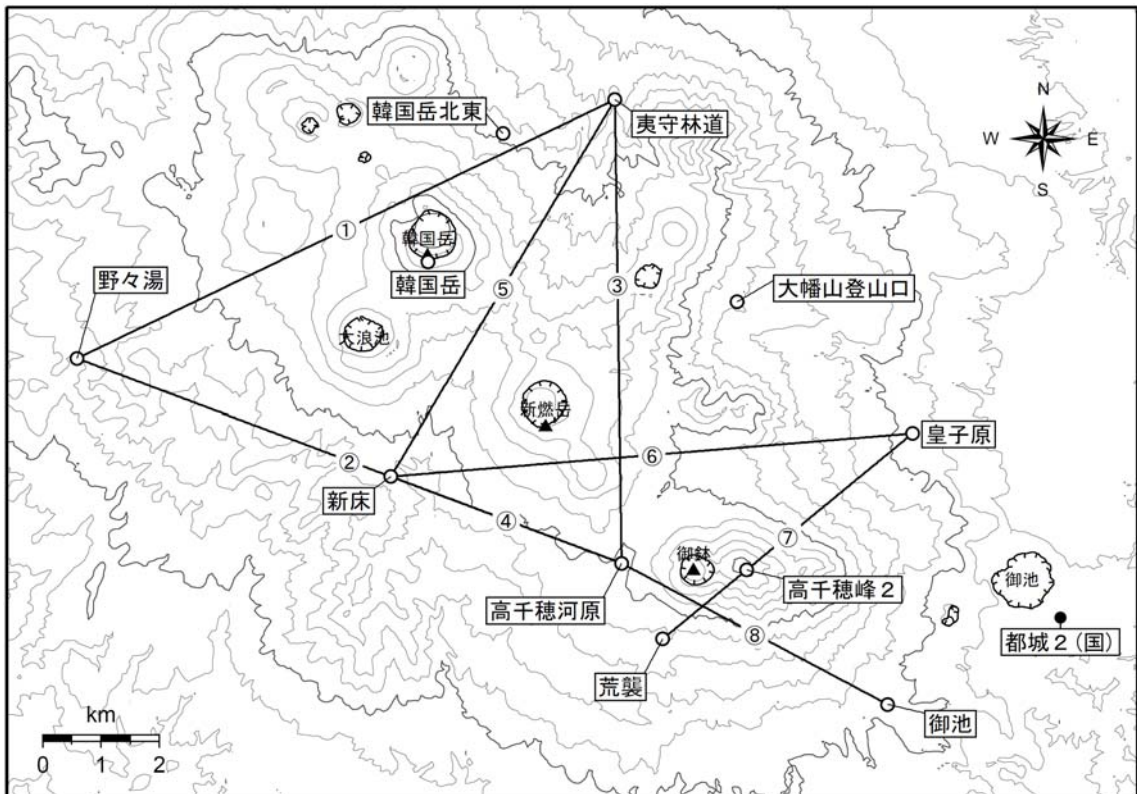 韓国岳北東
夷守林道
N
W
E
S
①
韓国岳
韓国岳
⑤
③
大幡山登山口
野々湯
大浪池
新燃岳
皇子原
②
⑥
新床
④
⑦
御鉢
高千穂峰2
御池
高千穂河原
⑧
都城2(国)
荒襲
御池
km
0 1 2